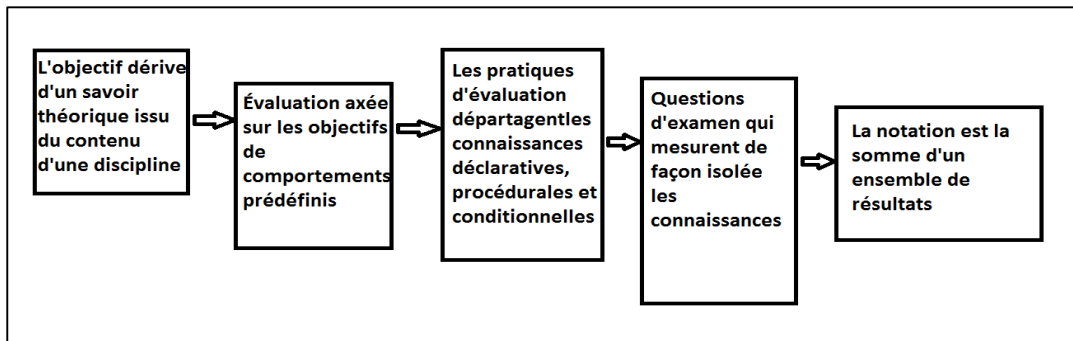 L'objectif dérive
d'un savoir
théorique issu
du contenu
d'une discipline
Évaluation axée
sur les objectifs
de
comportements
prédéfinis
Les pratiques
d'évaluation
départagentles
connaissances
déclaratives,
procédurales et
conditionnelles
Questions
d'examen qui
mesurent de
façon isolée
les
connaissances
La notation est la
somme d'un
ensemble de
résultats